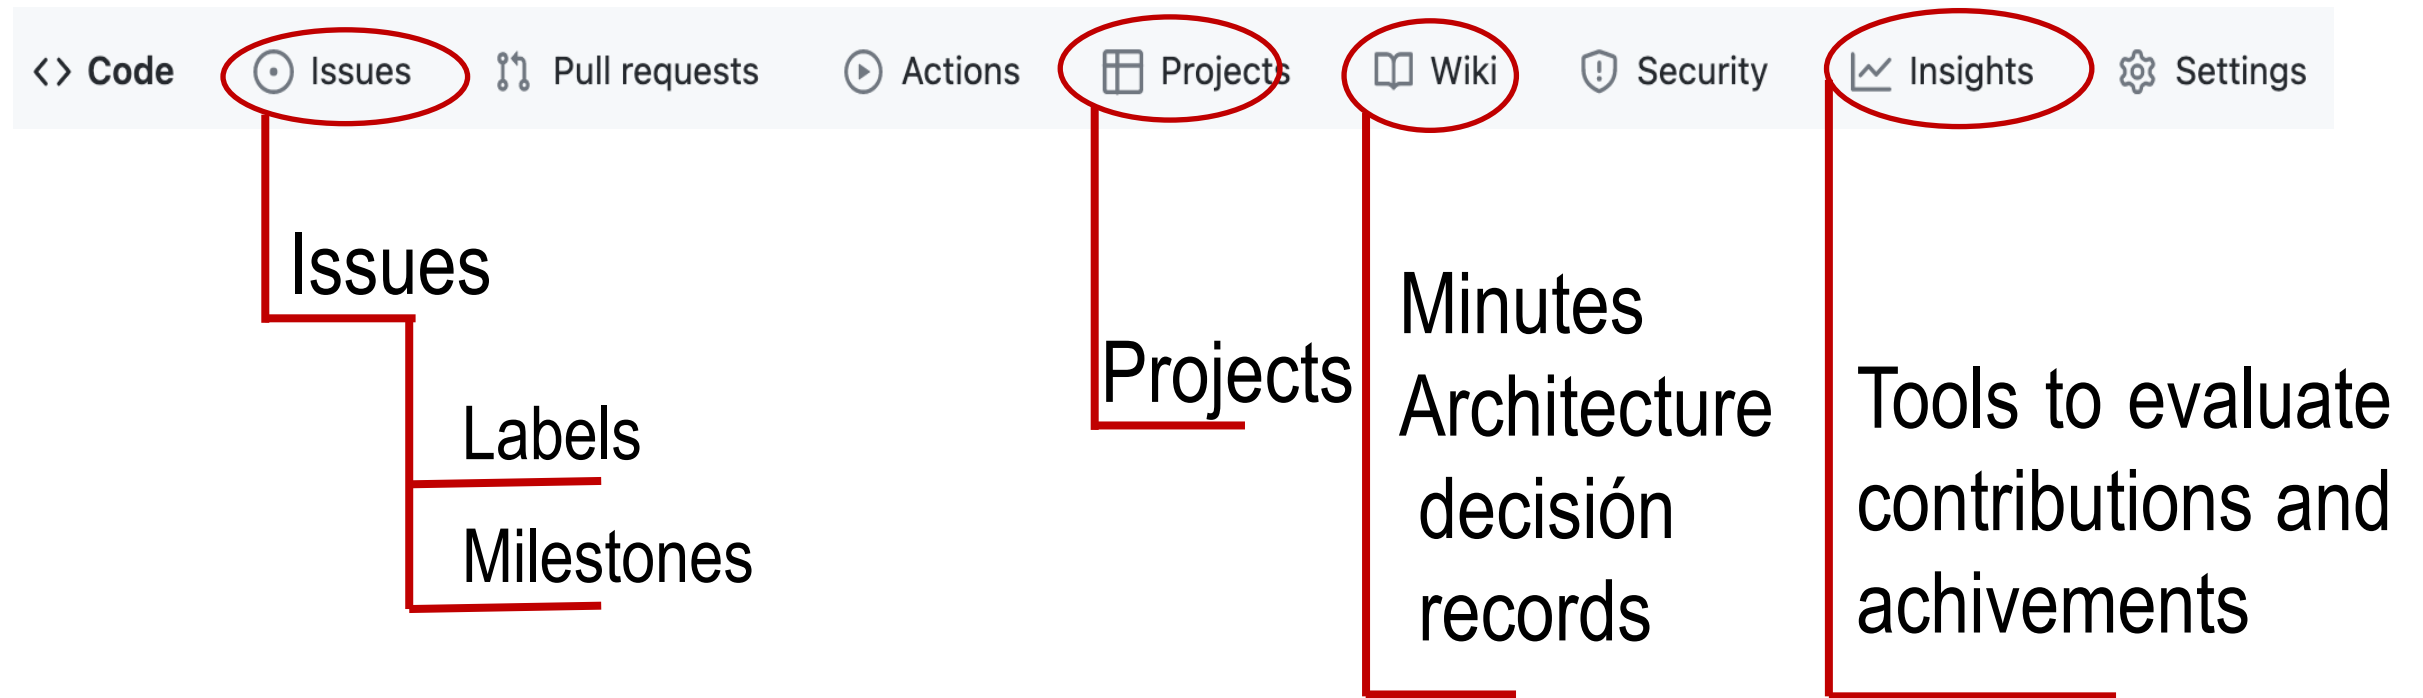 Code Issues Pull requests Actions Projects Wiki Security Insights Settings
Issues
Labels
Milestones
Projects
Minutes
Architecture
decisión
records
Tools to evaluate
contributions and
achivements